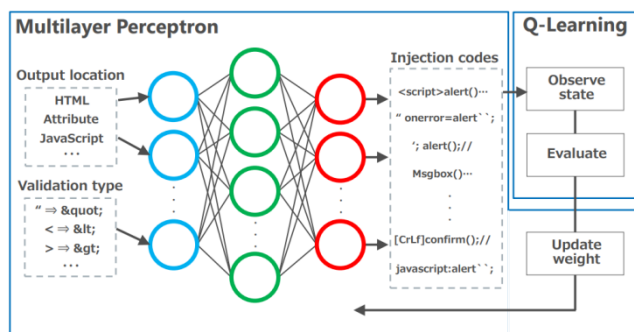 Multilayer Perceptron
Q-Learning
Output location
HTML
Attribute
JavaScript
...
Validation type
“ ⇒ &quot;
< ⇒ &lt;
> ⇒ &gt;
...
Injection codes
<script>alert()···
“ onerror=alert``;
‘; alert();//
Msgbox()···
[CrLf]confirm();//
javascript:alert``;
Observe
state
Evaluate
Update
weight